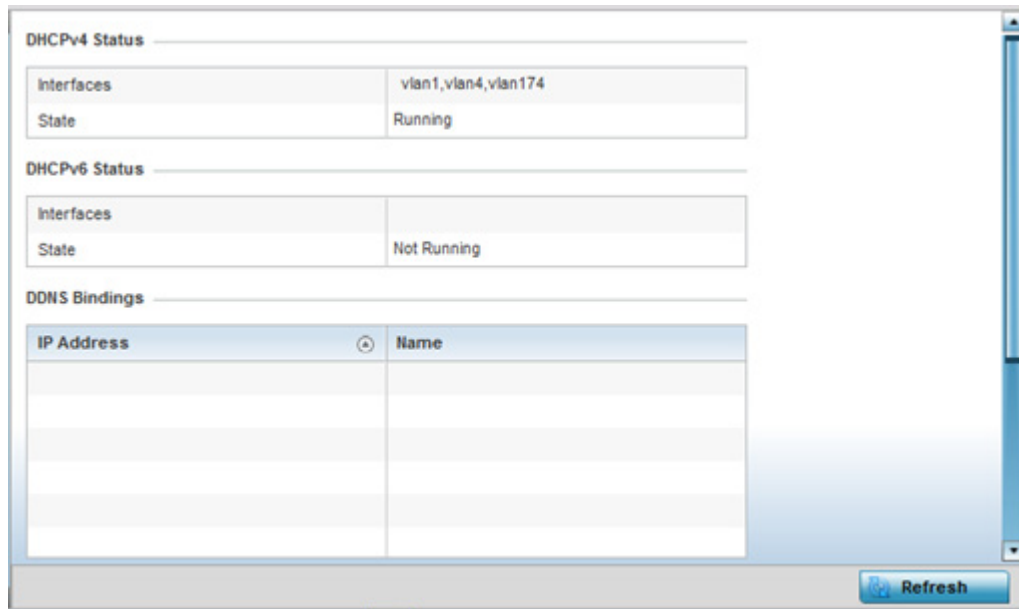 DHCPv4 Status
Interfaces vlan1,vlan4,vlan174
State Running
DHCPv6 Status
Interfaces
State Not Running
DDNS Bindings
IP Address Name
Refresh